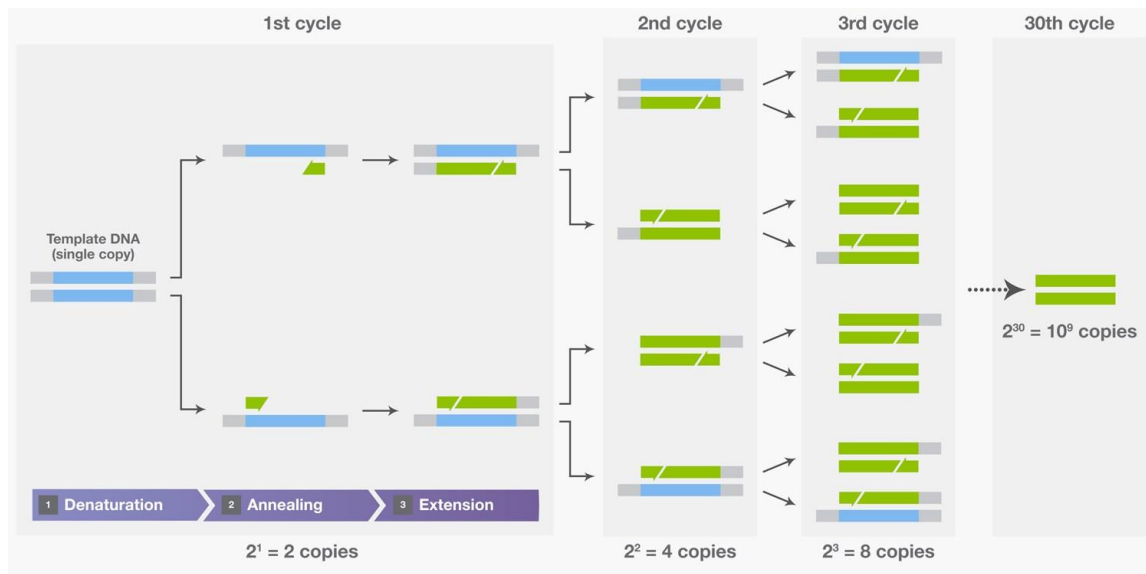 1st cycle
2nd cycle
3rd cycle
30th cycle
Template DNA
(single copy)
2³⁰ = 10⁹ copies
1 Denaturation
2 Annealing
3 Extension
2¹ = 2 copies
2² = 4 copies
2³ = 8 copies